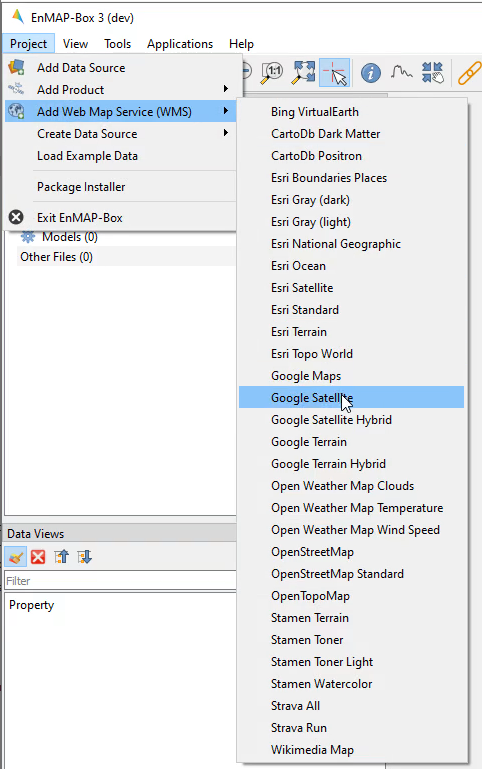 EnMAP-Box 3 (dev)
Project View Tools Applications Help
Add Data Source
Add Product
Add Web Map Service (WMS)
Create Data Source
Load Example Data
Package Installer
Exit EnMAP-Box
Models (0)
Other Files (0)
Bing VirtualEarth
CartoDb Dark Matter
CartoDb Positron
Esri Boundaries Places
Esri Gray (dark)
Esri Gray (light)
Esri National Geographic
Esri Ocean
Esri Satellite
Esri Standard
Esri Terrain
Esri Topo World
Google Maps
Google Satellite
Google Satellite Hybrid
Google Terrain
Google Terrain Hybrid
Open Weather Map Clouds
Open Weather Map Temperature
Open Weather Map Wind Speed
OpenStreetMap
OpenStreetMap Standard
OpenTopoMap
Stamen Terrain
Stamen Toner
Stamen Toner Light
Stamen Watercolor
Strava All
Strava Run
Wikimedia Map
Data Views
Filter
Property